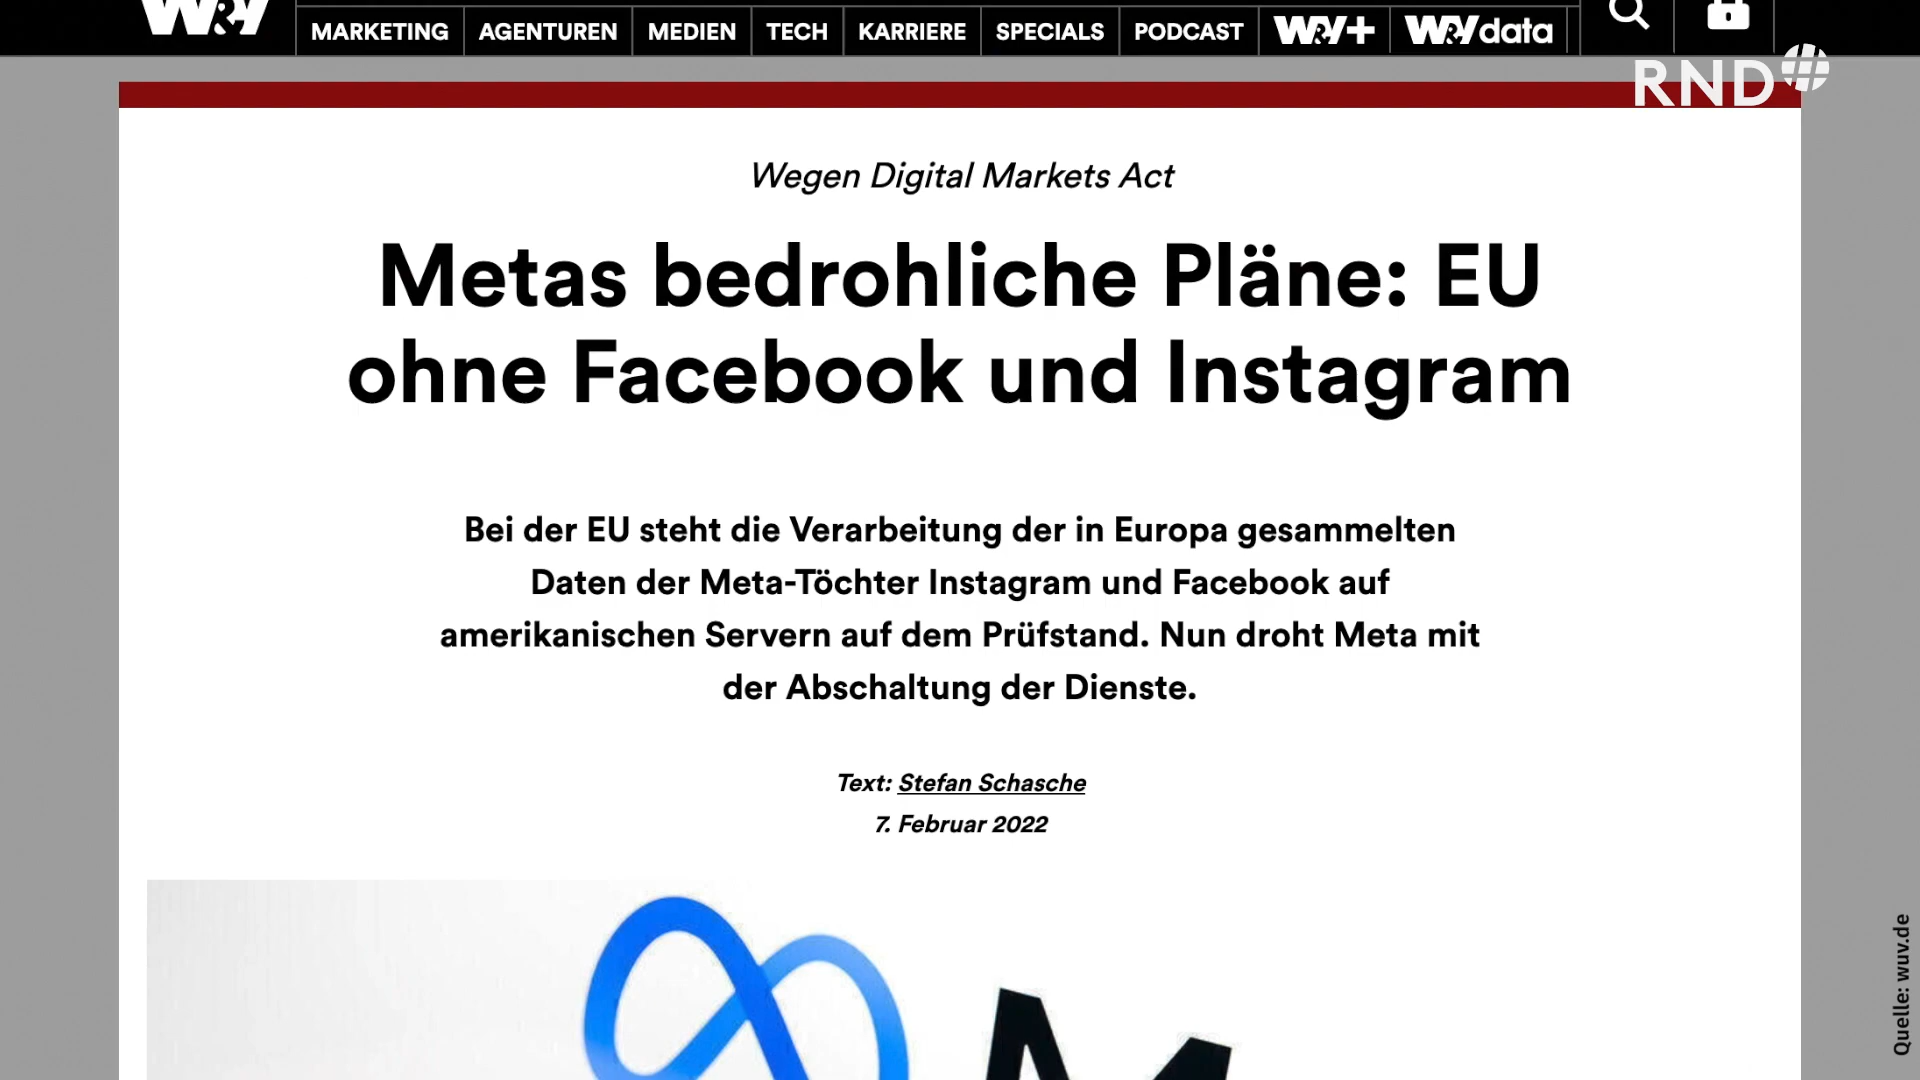 W&V
MARKETING
AGENTUREN
MEDIEN
TECH
KARRIERE
SPECIALS
PODCAST
W&V+
W&V data
RND
Wegen Digital Markets Act
Metas bedrohliche Pläne: EU
ohne Facebook und Instagram
Bei der EU steht die Verarbeitung der in Europa gesammelten
Daten der Meta-Töchter Instagram und Facebook auf
amerikanischen Servern auf dem Prüfstand. Nun droht Meta mit
der Abschaltung der Dienste.
Text: Stefan Schasche
7. Februar 2022
Quelle: wuv.de